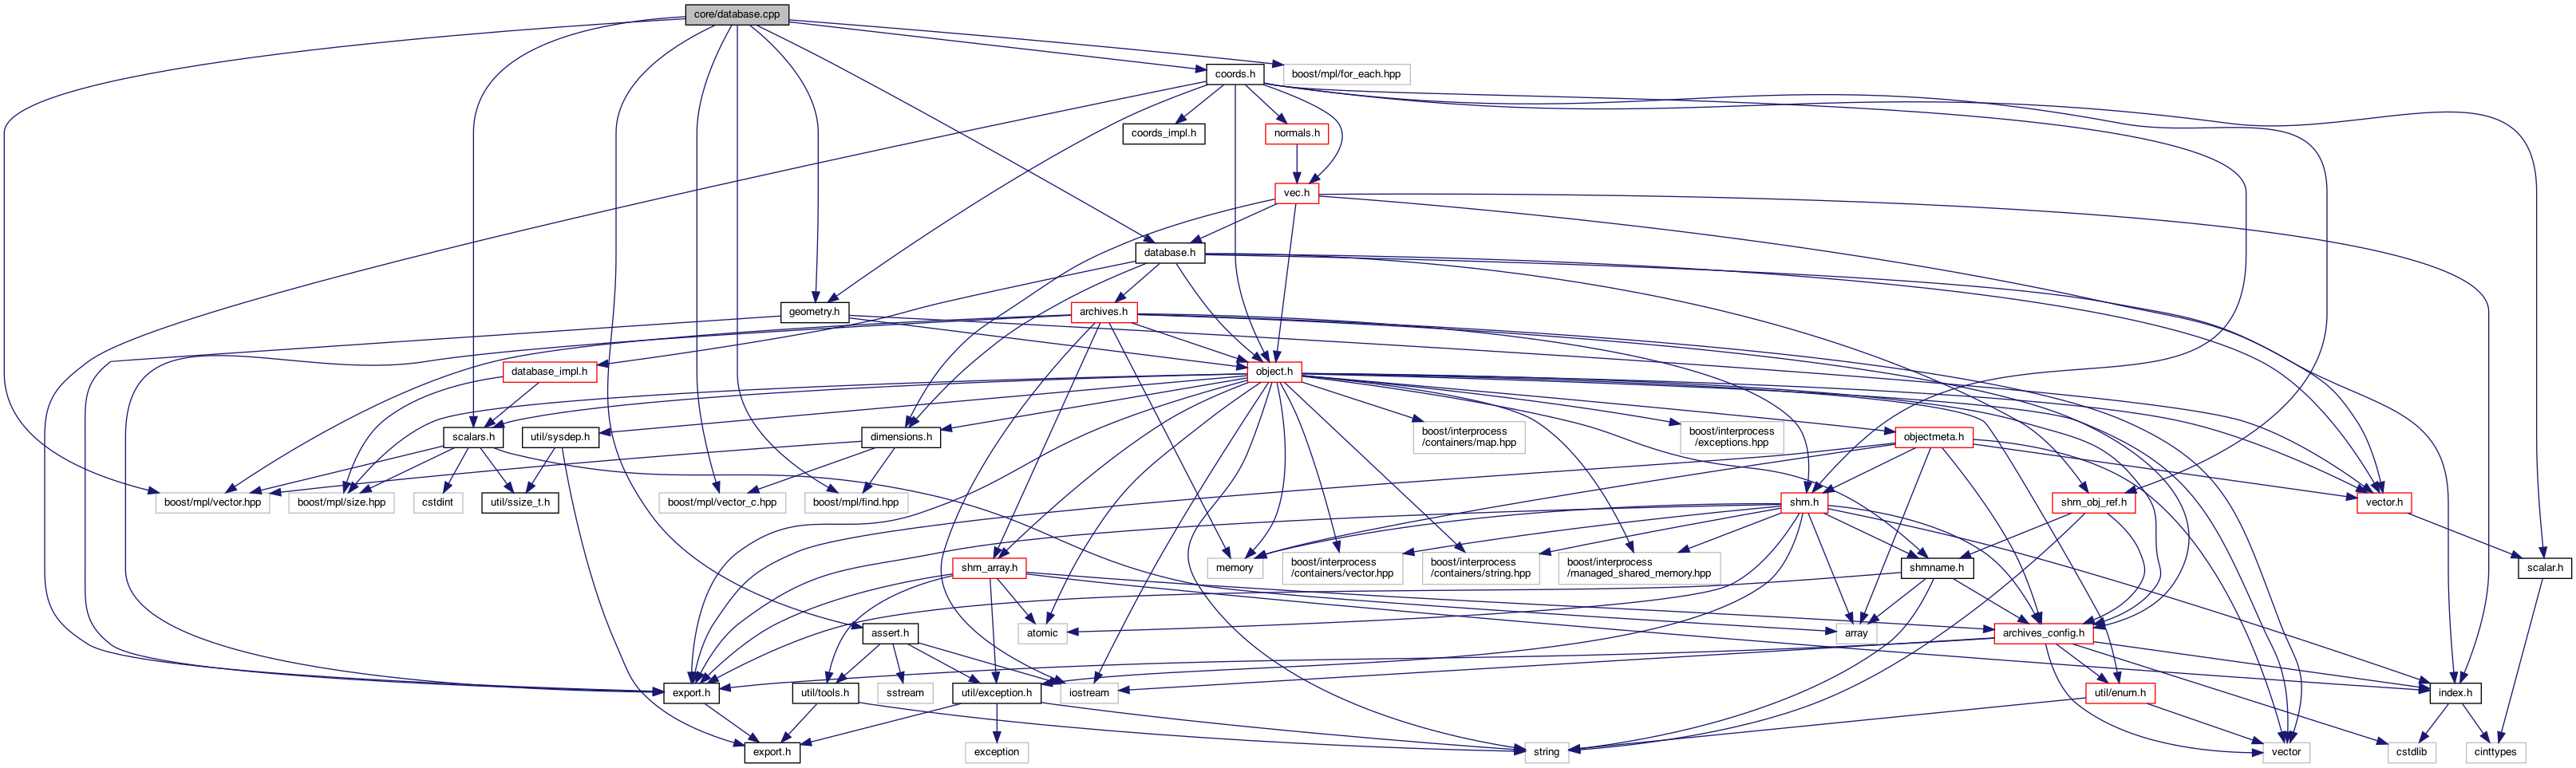 core/database.cpp
coords.h
boost/mpl/for_each.hpp
coords_impl.h
normals.h
vec.h
database.h
geometry.h
archives.h
database_impl.h
object.h
scalars.h
util/sysdep.h
dimensions.h
boost/interprocess
/containers/map.hpp
boost/interprocess
/exceptions.hpp
objectmeta.h
boost/mpl/vector.hpp
boost/mpl/size.hpp
cstdint
util/ssize_t.h
boost/mpl/vector_c.hpp
boost/mpl/find.hpp
shm.h
shm_obj_ref.h
vector.h
shm_array.h
memory
boost/interprocess
/containers/vector.hpp
boost/interprocess
/containers/string.hpp
boost/interprocess
/managed_shared_memory.hpp
shmname.h
scalar.h
assert.h
atomic
array
archives_config.h
export.h
util/tools.h
sstream
util/exception.h
iostream
util/enum.h
index.h
export.h
exception
string
vector
cstdlib
cinttypes